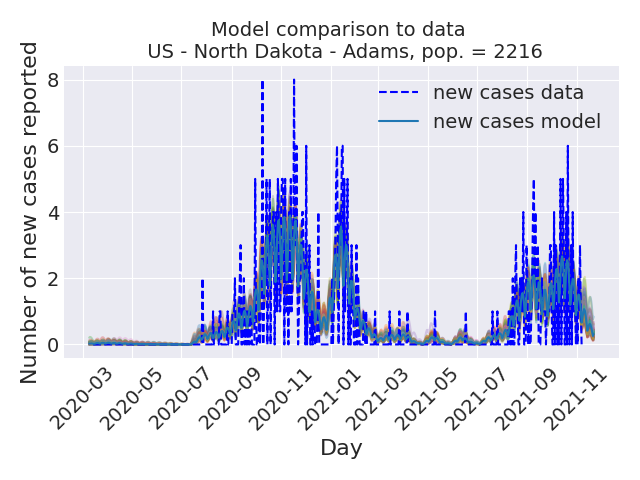 Model comparison to data
US - North Dakota - Adams, pop. = 2216
Number of new cases reported
8
6
4
2
0
new cases data
new cases model
2020-03
2020-05
2020-07
2020-09
2020-11
2021-01
2021-03
2021-05
2021-07
2021-09
2021-11
Day